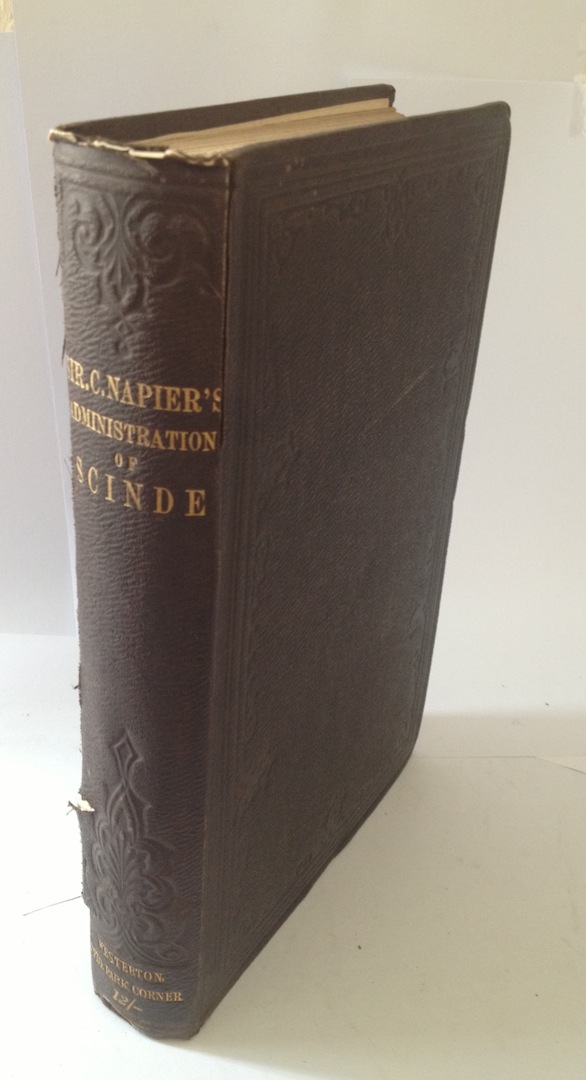 SIR.C.NAPIER'S
ADMINISTRATION
OF
SCINDE
WESTERTON,
HYDE PARK CORNER
12/-